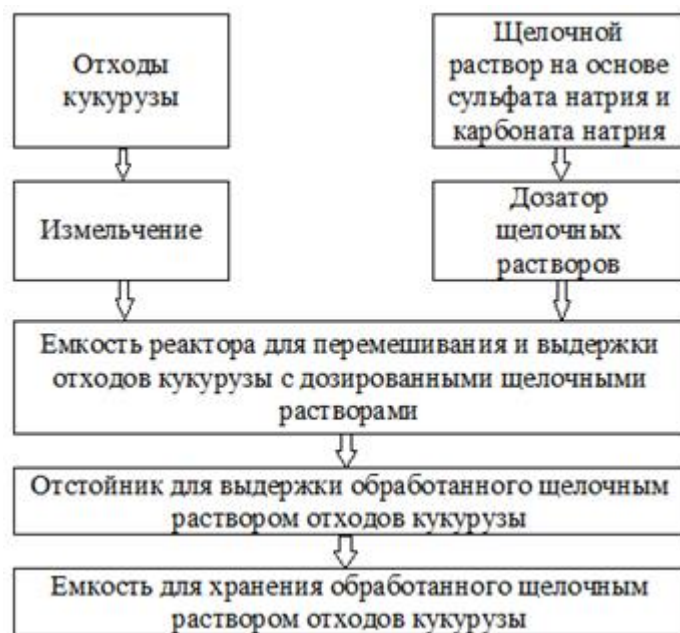 Отходы
кукурузы
Щелочной
раствор на основе
сульфата натрия и
карбоната натрия
Измельчение
Дозатор
щелочных
растворов
Емкость реактора для перемешивания и выдержки
отходов кукурузы с дозированными щелочными
растворами
Отстойник для выдержки обработанного щелочным
раствором отходов кукурузы
Емкость для хранения обработанного щелочным
раствором отходов кукурузы